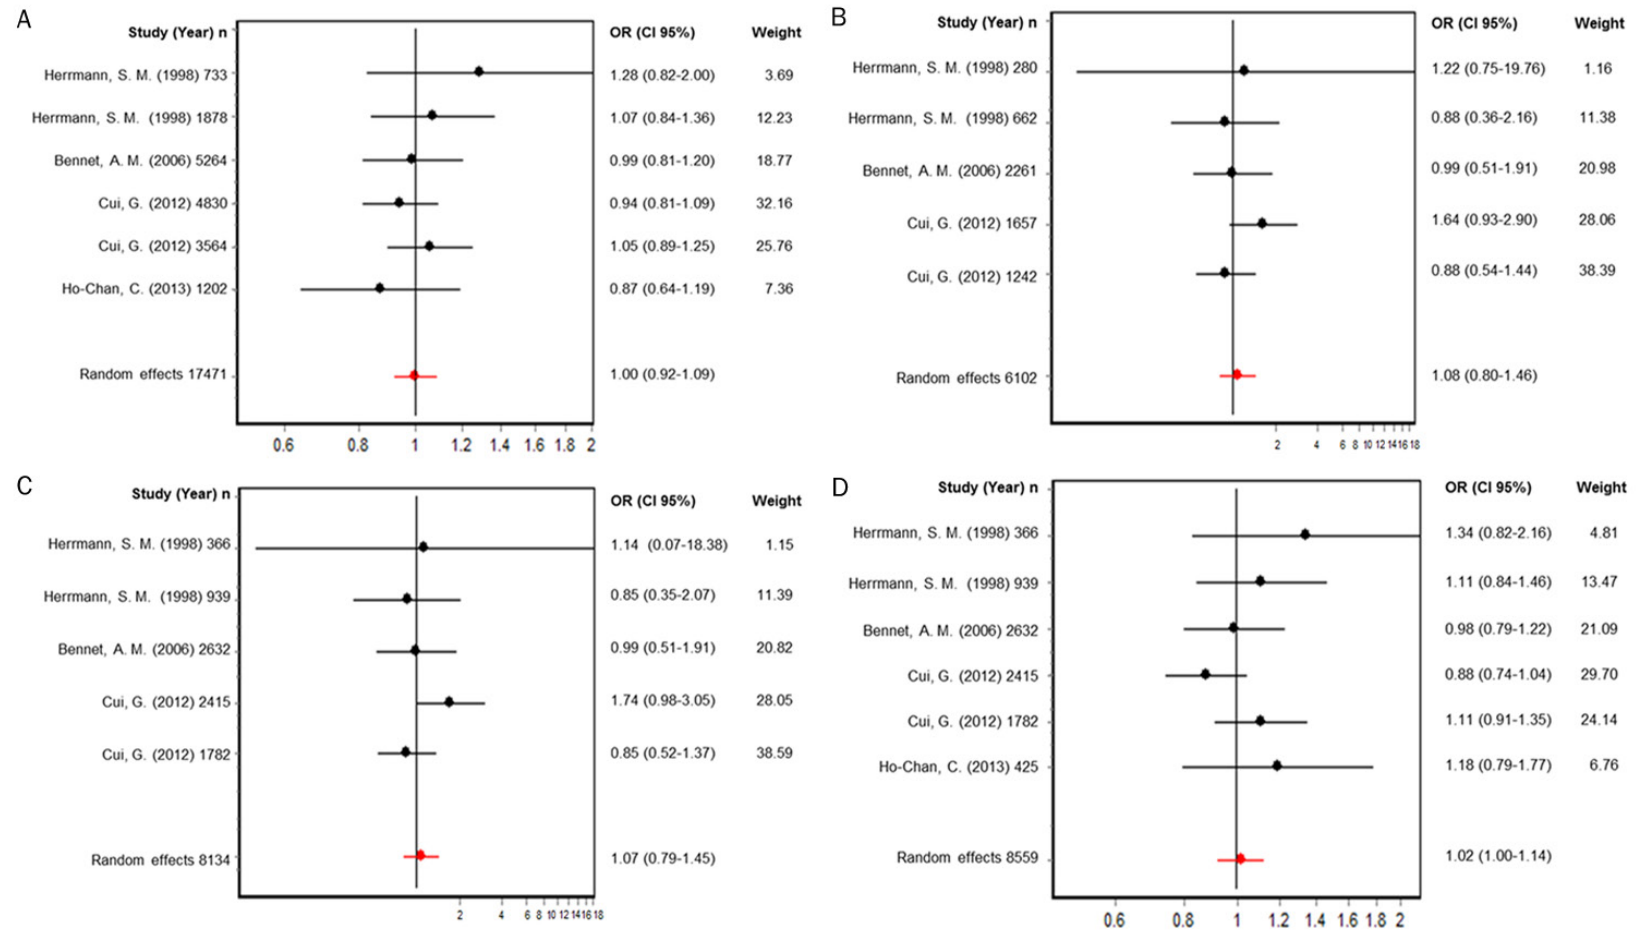 A
Study (Year) n OR (CI 95%) Weight
Herrmann, S. M. (1998) 733 1.28 (0.82-2.00) 3.69
Herrmann, S. M. (1998) 1878 1.07 (0.84-1.36) 12.23
Bennet, A. M. (2006) 5264 0.99 (0.81-1.20) 18.77
Cui, G. (2012) 4830 0.94 (0.81-1.09) 32.16
Cui, G. (2012) 3564 1.05 (0.89-1.25) 25.76
Ho-Chan, C. (2013) 1202 0.87 (0.64-1.19) 7.36
Random effects 17471 1.00 (0.92-1.09)
0.6 0.8 1 1.2 1.4 1.6 1.8 2
B
Study (Year) n OR (CI 95%) Weight
Herrmann, S. M. (1998) 280 1.22 (0.75-19.76) 1.16
Herrmann, S. M. (1998) 662 0.88 (0.36-2.16) 11.38
Bennet, A. M. (2006) 2261 0.99 (0.51-1.91) 20.98
Cui, G. (2012) 1657 1.64 (0.93-2.90) 28.06
Cui, G. (2012) 1242 0.88 (0.54-1.44) 38.39
Random effects 6102 1.08 (0.80-1.46)
2 4 6 8 10 12 14 16 18
C
Study (Year) n OR (CI 95%) Weight
Herrmann, S. M. (1998) 366 1.14 (0.07-18.38) 1.15
Herrmann, S. M. (1998) 939 0.85 (0.35-2.07) 11.39
Bennet, A. M. (2006) 2632 0.99 (0.51-1.91) 20.82
Cui, G. (2012) 2415 1.74 (0.98-3.05) 28.05
Cui, G. (2012) 1782 0.85 (0.52-1.37) 38.59
Random effects 8134 1.07 (0.79-1.45)
2 4 6 8 10 12 14 16 18
D
Study (Year) n OR (CI 95%) Weight
Herrmann, S. M. (1998) 366 1.34 (0.82-2.16) 4.81
Herrmann, S. M. (1998) 939 1.11 (0.84-1.46) 13.47
Bennet, A. M. (2006) 2632 0.98 (0.79-1.22) 21.09
Cui, G. (2012) 2415 0.88 (0.74-1.04) 29.70
Cui, G. (2012) 1782 1.11 (0.91-1.35) 24.14
Ho-Chan, C. (2013) 425 1.18 (0.79-1.77) 6.76
Random effects 8559 1.02 (1.00-1.14)
0.6 0.8 1 1.2 1.4 1.6 1.8 2